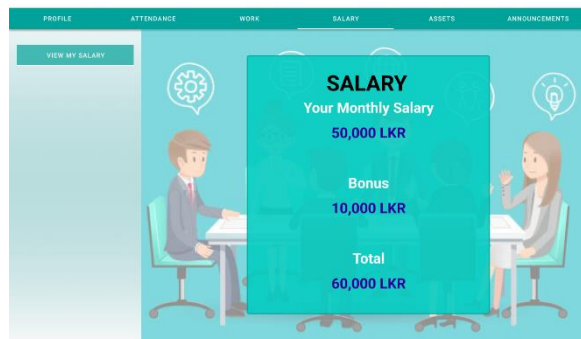 PROFILE ATTENDANCE WORK SALARY ASSETS ANNOUNCEMENTS
VIEW MY SALARY
SALARY
Your Monthly Salary
50,000 LKR
Bonus
10,000 LKR
Total
60,000 LKR